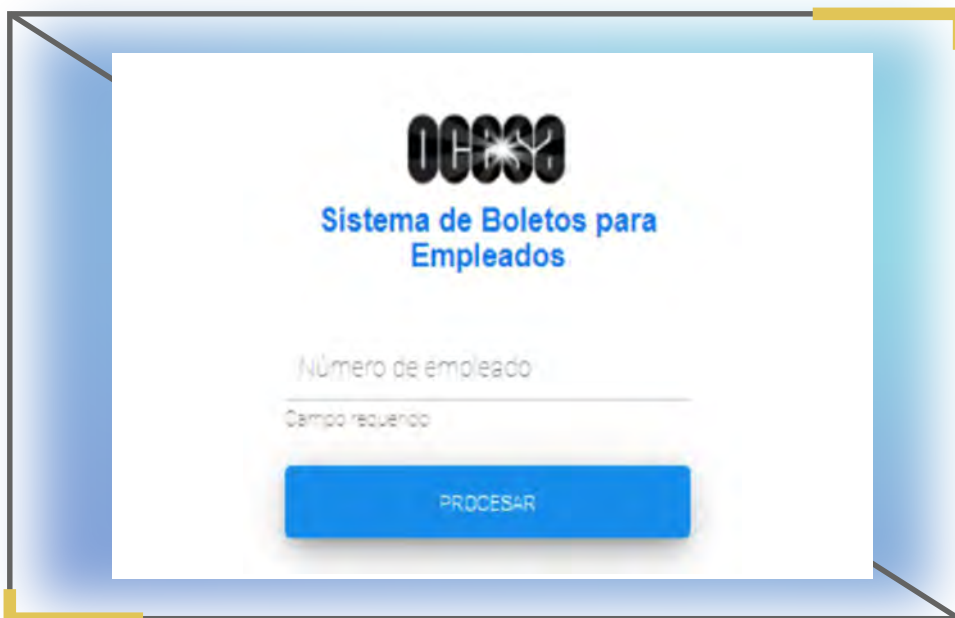 ocesa
Sistema de Boletos para
Empleados
Número de empleado
Campo requerido
PROCESAR